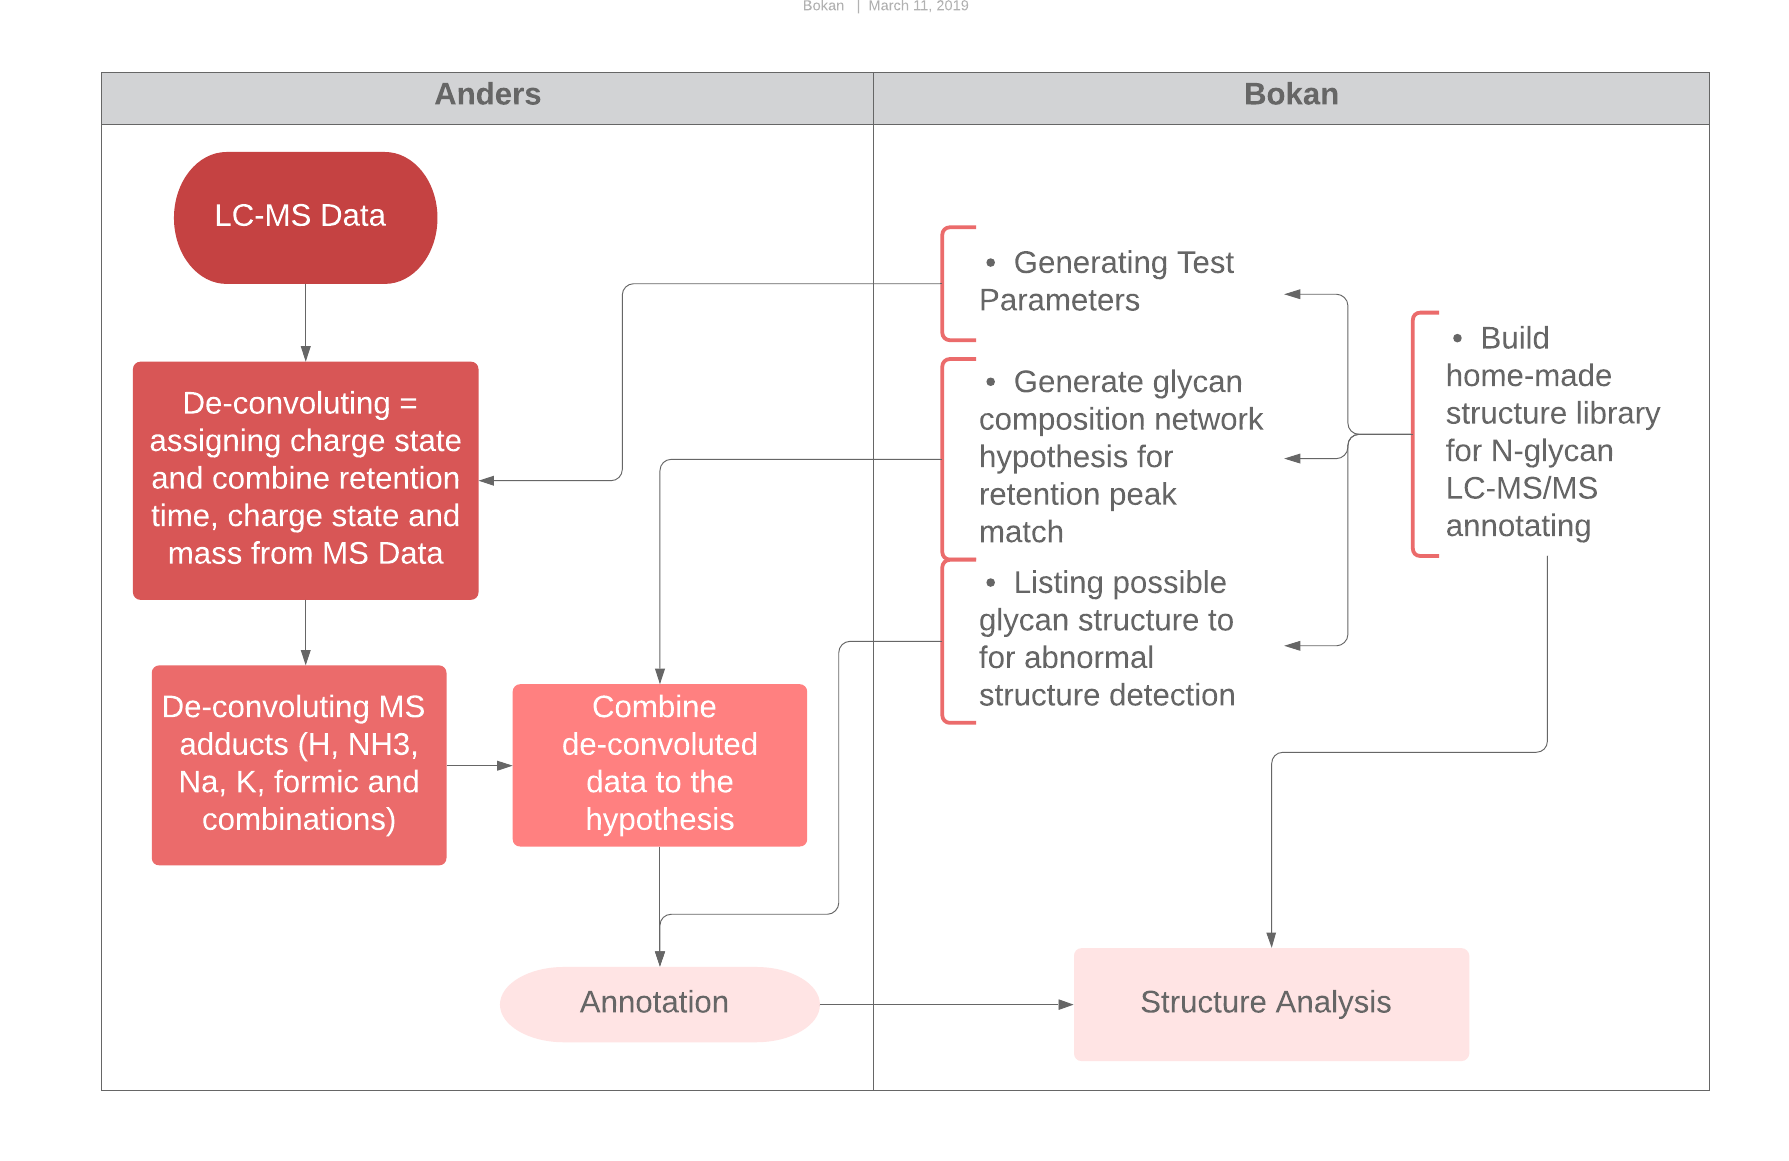 Bokan | March 11, 2019
Anders
Bokan
LC-MS Data
De-convoluting =
assigning charge state
and combine retention
time, charge state and
mass from MS Data
De-convoluting MS
adducts (H, NH3,
Na, K, formic and
combinations)
Combine
de-convoluted
data to the
hypothesis
Annotation
• Generating Test
Parameters
• Generate glycan
composition network
hypothesis for
retention peak
match
• Listing possible
glycan structure to
for abnormal
structure detection
• Build
home-made
structure library
for N-glycan
LC-MS/MS
annotating
Structure Analysis